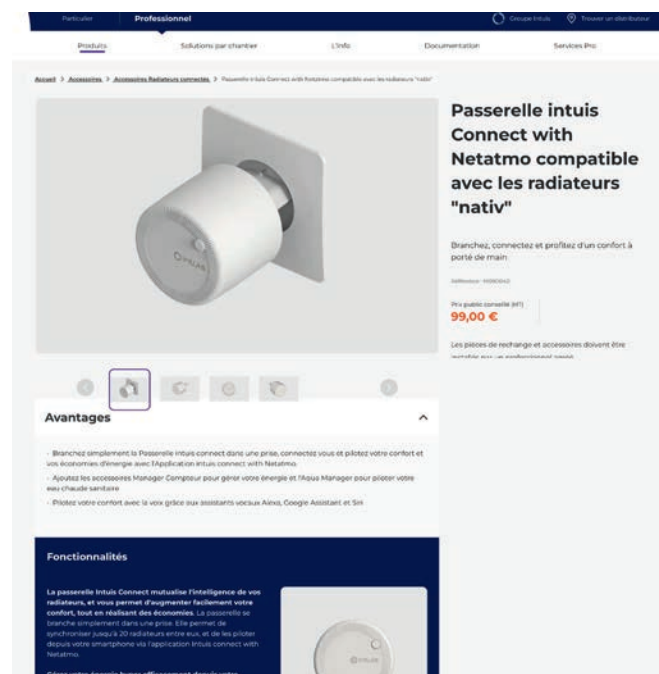 Particulier
Professionnel
Groupe Intuis
Trouver un distributeur
Produits
Solutions par chantier
L'info
Documentation
Services Pro
Accueil > Accessoires > Accessoires Radiateurs connectés > Passerelle intuis Connect with Netatmo compatible avec les radiateurs "nativ"
Passerelle intuis
Connect with
Netatmo compatible
avec les radiateurs
"nativ"
Branchez, connectez et profitez d'un confort à
porté de main
Prix public conseillé (HT)
99,00 €
Les pièces de rechange et accessoires doivent être
Avantages
- Branchez simplement la Passerelle intuis connect dans une prise, connectez vous et pilotez votre confort et
vos économies d'énergie avec l'Application intuis connect with Netatmo.
- Ajoutez les accessoires Manager Compteur pour gérer votre énergie et l'Aqua Manager pour piloter votre
eau chaude sanitaire
- Pilotez votre confort avec la voix grâce aux assistants vocaux Alexa, Google Assistant et Siri
Fonctionnalités
La passerelle Intuis Connect mutualise l'intelligence de vos
radiateurs, et vous permet d'augmenter facilement votre
confort, tout en réalisant des économies. La passerelle se
branche simplement dans une prise. Elle permet de
synchroniser jusqu'à 20 radiateurs entre eux, et de les piloter
depuis votre smartphone via l'application Intuis connect with
Netatmo.